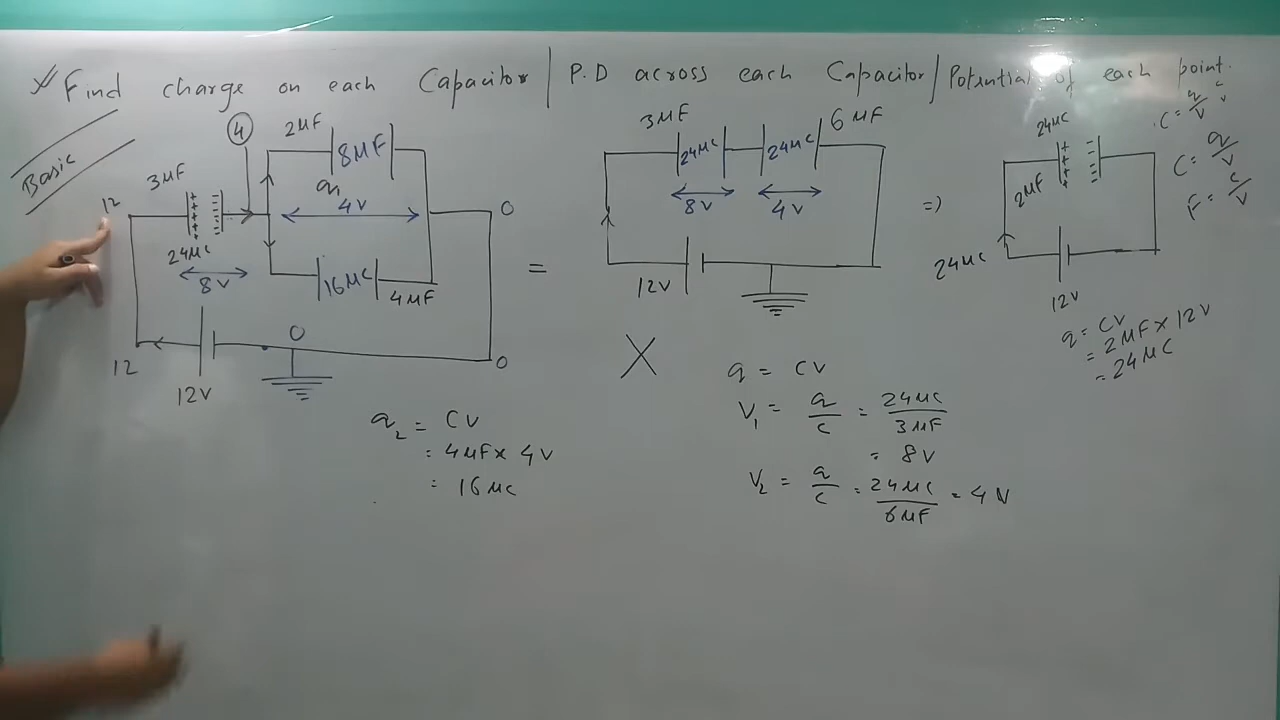 Find charge on each Capacitor / P.D across each Capacitor / Potential of each point.
Basic
12
3μF
24μC
8V
12
12V
4
2μF
8μF
q₁
4V
16μC
4μF
0
0
0
=
3μF
6μF
24μC
24μC
8V
4V
12V
=)
24μC
2μF
24μC
12V
C = q/V
C = q/V
F = C/V
q = CV
= 2μF × 12V
= 24μC
X
q₂ = CV
= 4μF × 4V
= 16μC
q = CV
V₁ = q/C = 24μC/3μF
= 8V
V₂ = q/C = 24μC/6μF = 4V